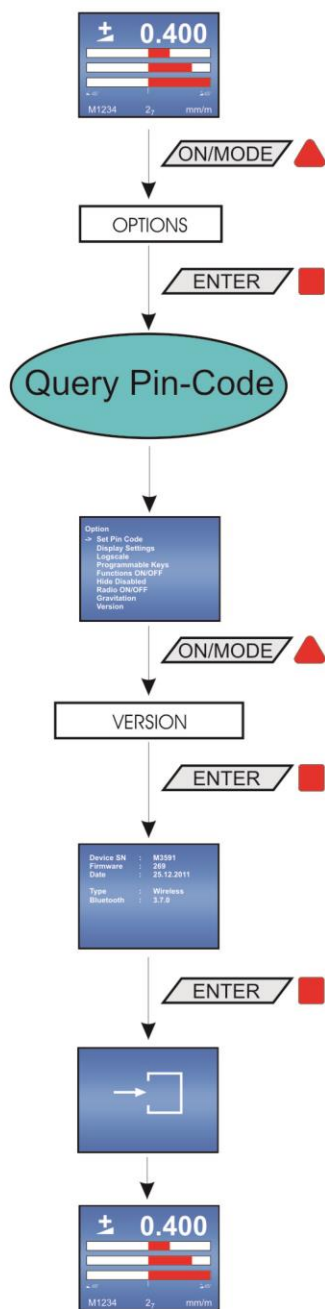 0.400
M1234 2₇ mm/m
ON/MODE
OPTIONS
ENTER
Query Pin-Code
Option
-> Set Pin Code
Display Settings
Logscale
Programmable Keys
Functions ON/OFF
Hide Disabled
Radio ON/OFF
Gravitation
Version
ON/MODE
VERSION
ENTER
Device SN : M3591
Firmware : 269
Date : 25.12.2011
Type : Wireless
Bluetooth : 3.7.0
ENTER
0.400
M1234 2₇ mm/m